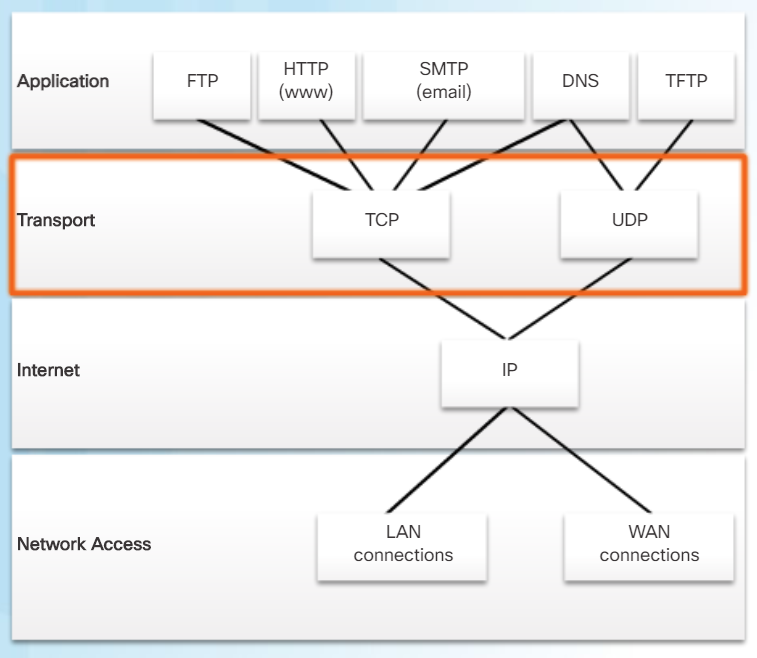 Application
FTP
HTTP
(www)
SMTP
(email)
DNS
TFTP
Transport
TCP
UDP
Internet
IP
Network Access
LAN
connections
WAN
connections